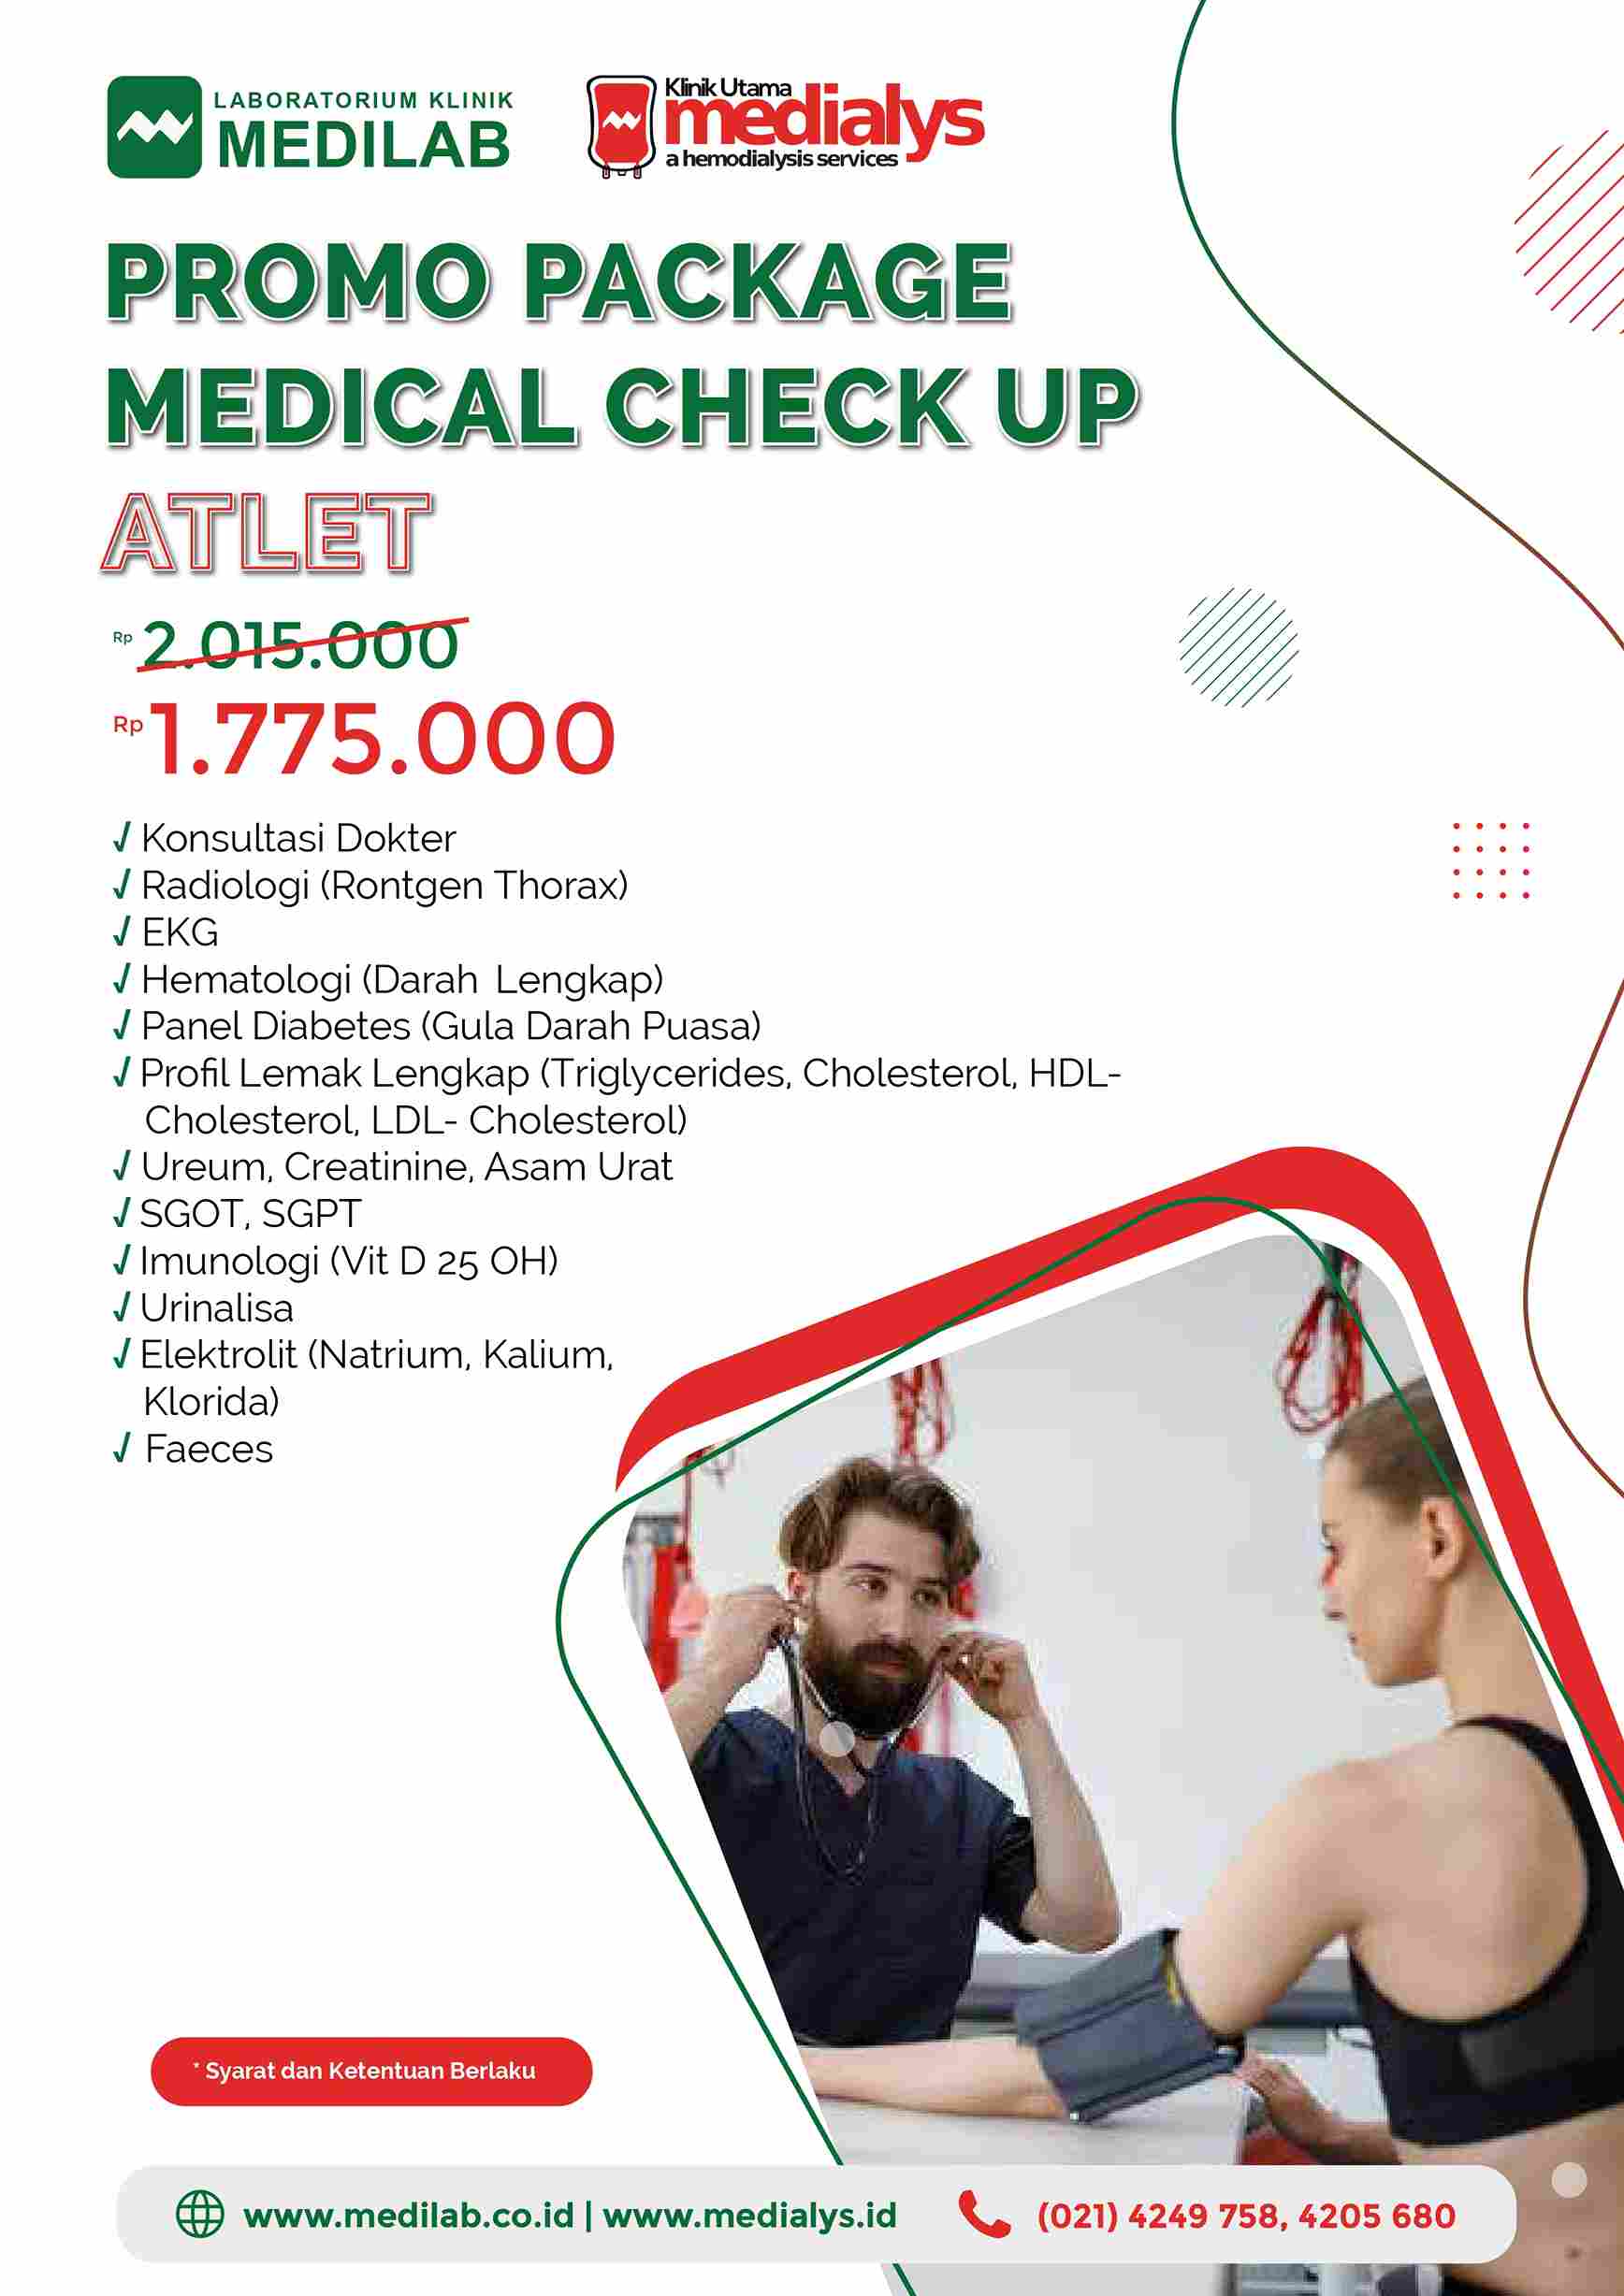 LABORATORIUM KLINIK
MEDILAB
Klinik Utama
medialys
a hemodialysis services
PROMO PACKAGE
MEDICAL CHECK UP
ATLET
Rp 2.015.000
Rp 1.775.000
√ Konsultasi Dokter
√ Radiologi (Rontgen Thorax)
√ EKG
√ Hematologi (Darah Lengkap)
√ Panel Diabetes (Gula Darah Puasa)
√ Profil Lemak Lengkap (Triglycerides, Cholesterol, HDL-
Cholesterol, LDL- Cholesterol)
√ Ureum, Creatinine, Asam Urat
√ SGOT, SGPT
√ Imunologi (Vit D 25 OH)
√ Urinalisa
√ Elektrolit (Natrium, Kalium,
Klorida)
√ Faeces
* Syarat dan Ketentuan Berlaku
www.medilab.co.id | www.medialys.id
(021) 4249 758, 4205 680